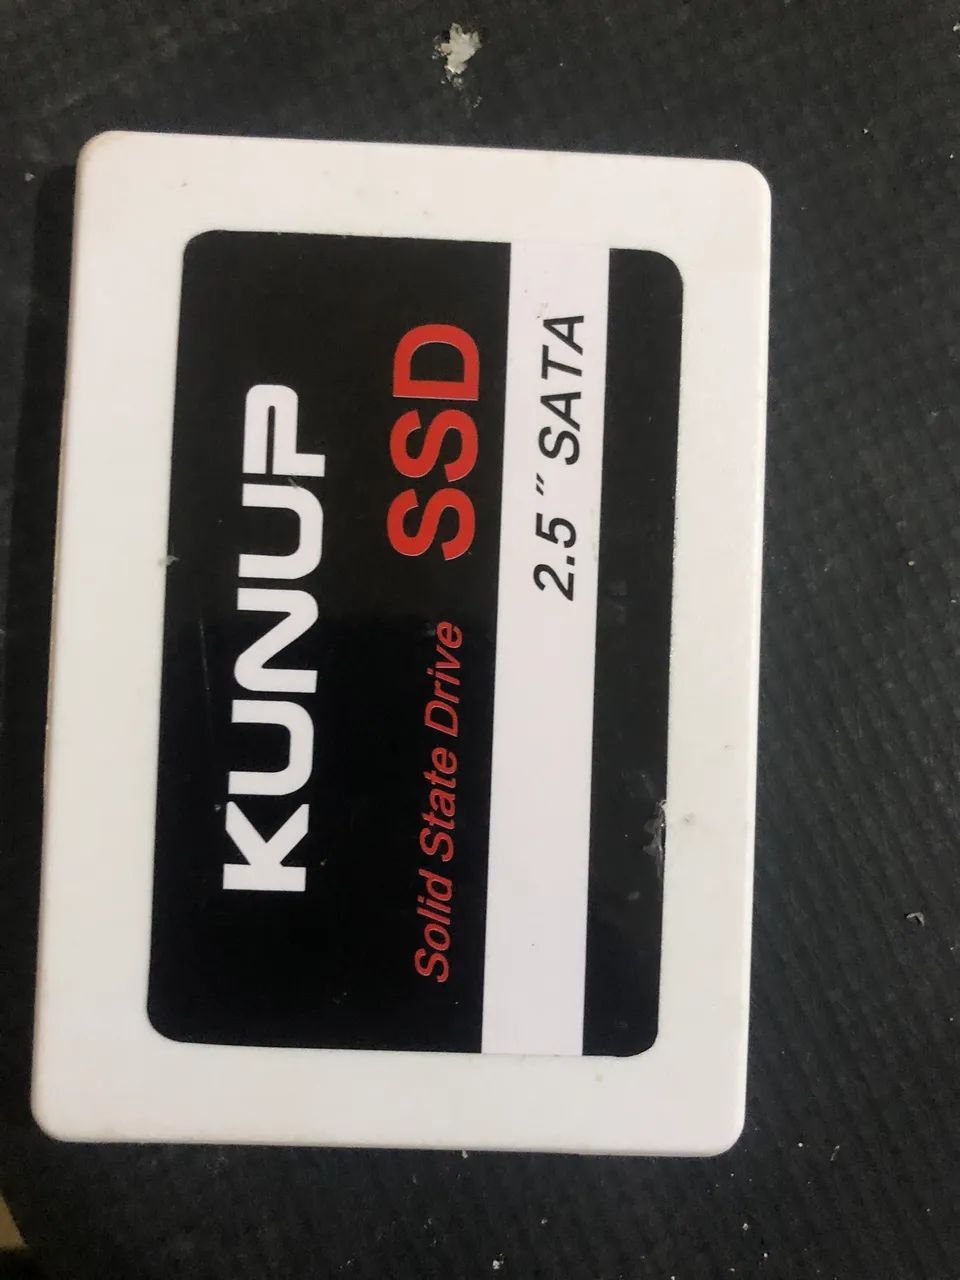 KUNUP
Solid State Drive SSD
2.5" SATA